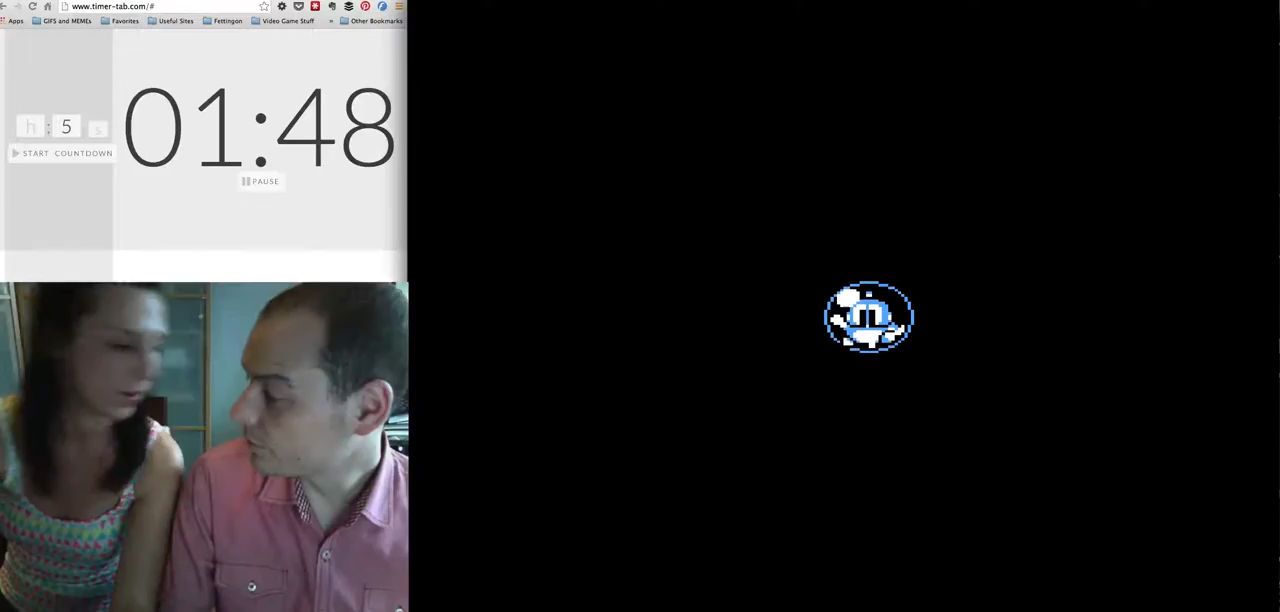 www.timer-tab.com/#
Apps GIFS and MEMEs Favorites Useful Sites Fettington Video Game Stuff » Other Bookmarks
h : 5 s
START COUNTDOWN
01:48
PAUSE